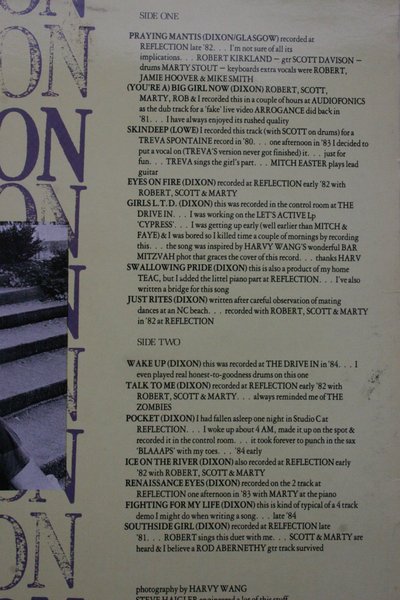 ON
ON
ON
ON
ON
ON
SIDE ONE
PRAYING MANTIS (DIXON/GLASGOW) recorded at
REFLECTION late '82. . . I'm not sure of all its
implications. . . ROBERT KIRKLAND – gtr SCOTT DAVISON –
drums MARTY STOUT – keyboards extra vocals were ROBERT,
JAMIE HOOVER & MIKE SMITH
(YOU'RE A) BIG GIRL NOW (DIXON) ROBERT, SCOTT,
MARTY, ROB & I recorded this in a couple of hours at AUDIOFONICS
as the dub track for a 'fake' live video ARROGANCE did back in
'81. . . I have always enjoyed its rushed quality
SKINDEEP (LOWE) I recorded this track (with SCOTT on drums) for a
TREVA SPONTAINE record in '80. . . one afternoon in '83 I decided to
put a vocal on (TREVA'S version never got finished) it. . . just for
fun. . . TREVA sings the girl's part. . . MITCH EASTER plays lead
guitar
EYES ON FIRE (DIXON) recorded at REFLECTION early '82 with
ROBERT, SCOTT & MARTY
GIRLS L.T.D. (DIXON) this was recorded in the control room at THE
DRIVE IN. . . I was working on the LET'S ACTIVE Lp
'CYPRESS'. . . I was getting up early (well earlier than MITCH &
FAYE) & I was bored so I killed time a couple of mornings by recording
this. . . the song was inspired by HARVY WANG'S wonderful BAR
MITZVAH phot that graces the cover of this record. . . thanks HARV
SWALLOWING PRIDE (DIXON) this is also a product of my home
TEAC, but I added the littel piano part at REFLECTION. . . I've also
written a bridge for this song
JUST RITES (DIXON) written after careful observation of mating
dances at an NC beach. . . recorded with ROBERT, SCOTT & MARTY
in '82 at REFLECTION
SIDE TWO
WAKE UP (DIXON) this was recorded at THE DRIVE IN in '84. . . I
even played real honest-to-goodness drums on this one
TALK TO ME (DIXON) recorded at REFLECTION early '82 with
ROBERT, SCOTT & MARTY. . . always reminded me of THE
ZOMBIES
POCKET (DIXON) I had fallen asleep one night in Studio C at
REFLECTION. . . I woke up about 4 AM, made it up on the spot &
recorded it in the control room. . . it took forever to punch in the sax
'BLAAAPS' with my toes. . . '84 early
ICE ON THE RIVER (DIXON) also recorded at REFLECTION early
'82 with ROBERT, SCOTT & MARTY
RENAISSANCE EYES (DIXON) recorded on the 2 track at
REFLECTION one afternoon in '83 with MARTY at the piano
FIGHTING FOR MY LIFE (DIXON) this is kind of typical of a 4 track
demo I might do when writing a song. . . late '84
SOUTHSIDE GIRL (DIXON) recorded at RELFECTION late
'81. . . ROBERT sings this duet with me. . . SCOTT & MARTY are
heard & I believe a ROD ABERNETHY gtr track survived
photography by HARVY WANG
STEVE HAIGLER engineered a lot of this stuff